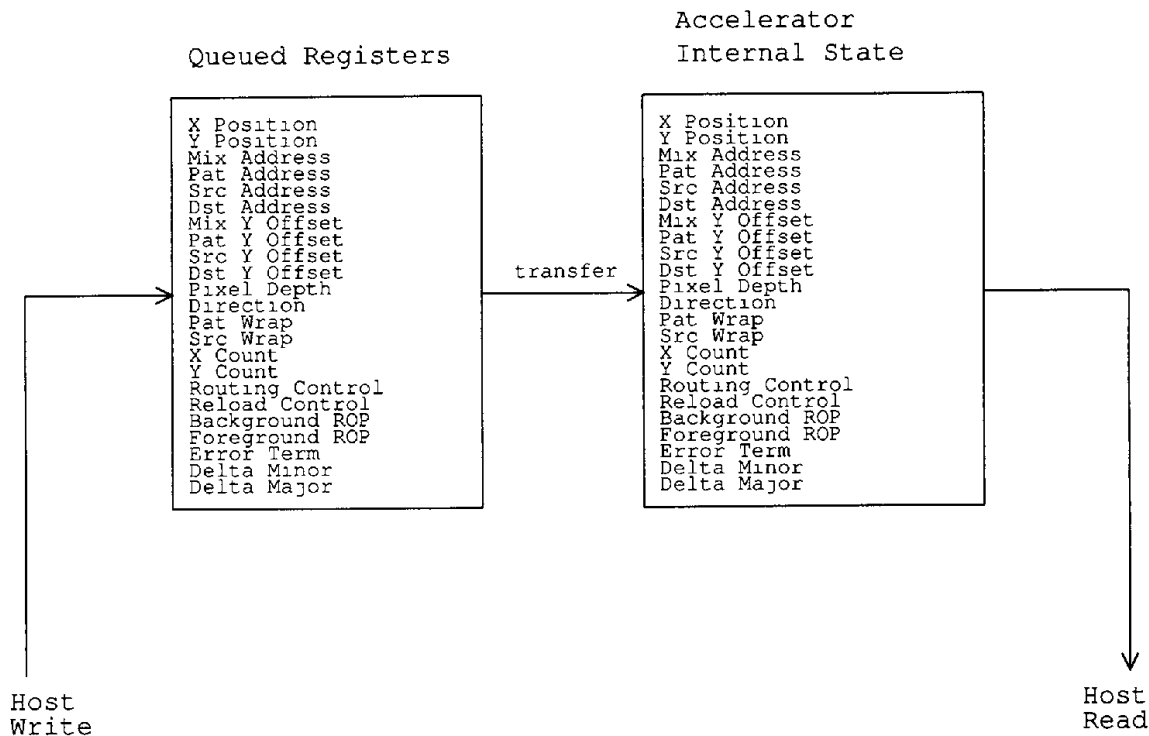 Accelerator
Internal State
Queued Registers
X Position
Y Position
Mix Address
Pat Address
Src Address
Dst Address
Mix Y Offset
Pat Y Offset
Src Y Offset
Dst Y Offset
Pixel Depth
Direction
Pat Wrap
Src Wrap
X Count
Y Count
Routing Control
Reload Control
Background ROP
Foreground ROP
Error Term
Delta Minor
Delta Major
transfer
X Position
Y Position
Mix Address
Pat Address
Src Address
Dst Address
Mix Y Offset
Pat Y Offset
Src Y Offset
Dst Y Offset
Pixel Depth
Direction
Pat Wrap
Src Wrap
X Count
Y Count
Routing Control
Reload Control
Background ROP
Foreground ROP
Error Term
Delta Minor
Delta Major
Host
Write
Host
Read